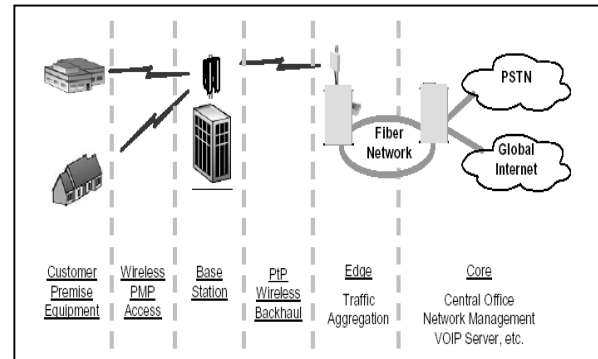 PSTN
Fiber
Network
Global
Internet
Customer
Premise
Equipment
Wireless
PMP
Access
Base
Station
PtP
Wireless
Backhaul
Edge
Traffic
Aggregation
Core
Central Office
Network Management
VOIP Server, etc.